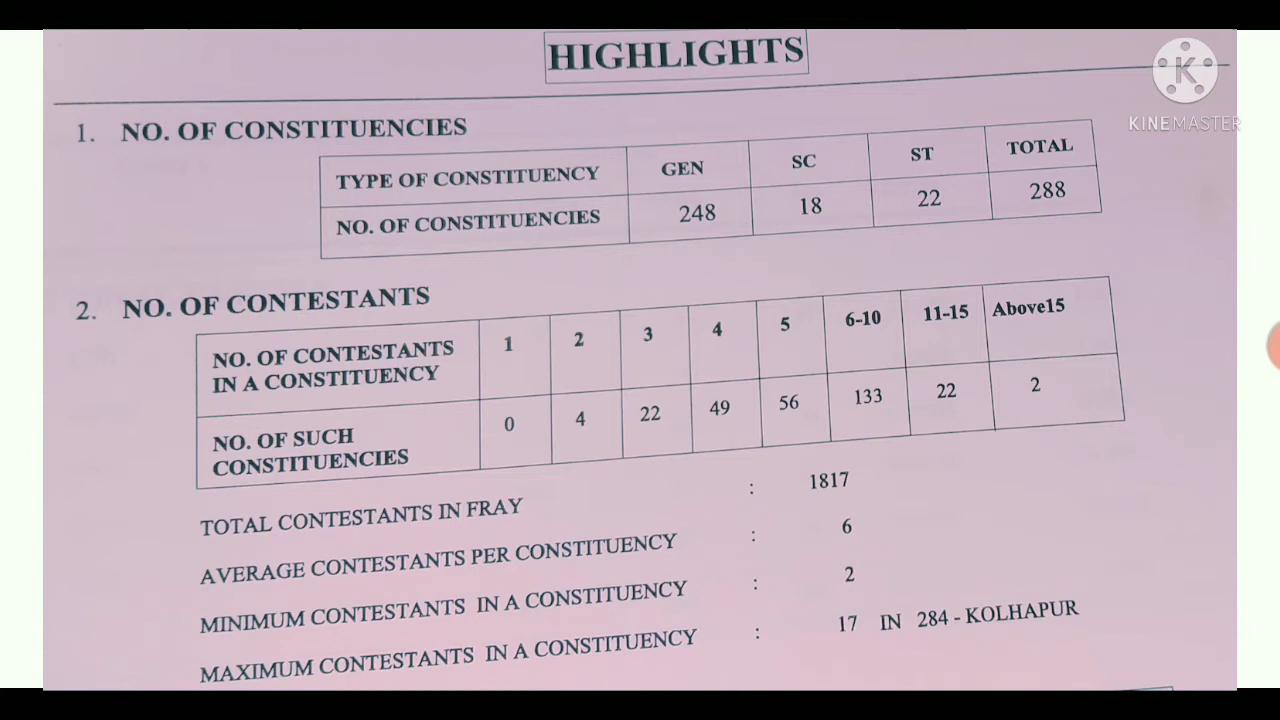 HIGHLIGHTS
K
KINEMASTER
1. NO. OF CONSTITUENCIES
TYPE OF CONSTITUENCY GEN SC ST TOTAL
NO. OF CONSTITUENCIES 248 18 22 288
2. NO. OF CONTESTANTS
NO. OF CONTESTANTS IN A CONSTITUENCY 1 2 3 4 5 6-10 11-15 Above15
NO. OF SUCH CONSTITUENCIES 0 4 22 49 56 133 22 2
TOTAL CONTESTANTS IN FRAY : 1817
AVERAGE CONTESTANTS PER CONSTITUENCY : 6
MINIMUM CONTESTANTS IN A CONSTITUENCY : 2
MAXIMUM CONTESTANTS IN A CONSTITUENCY : 17 IN 284 - KOLHAPUR